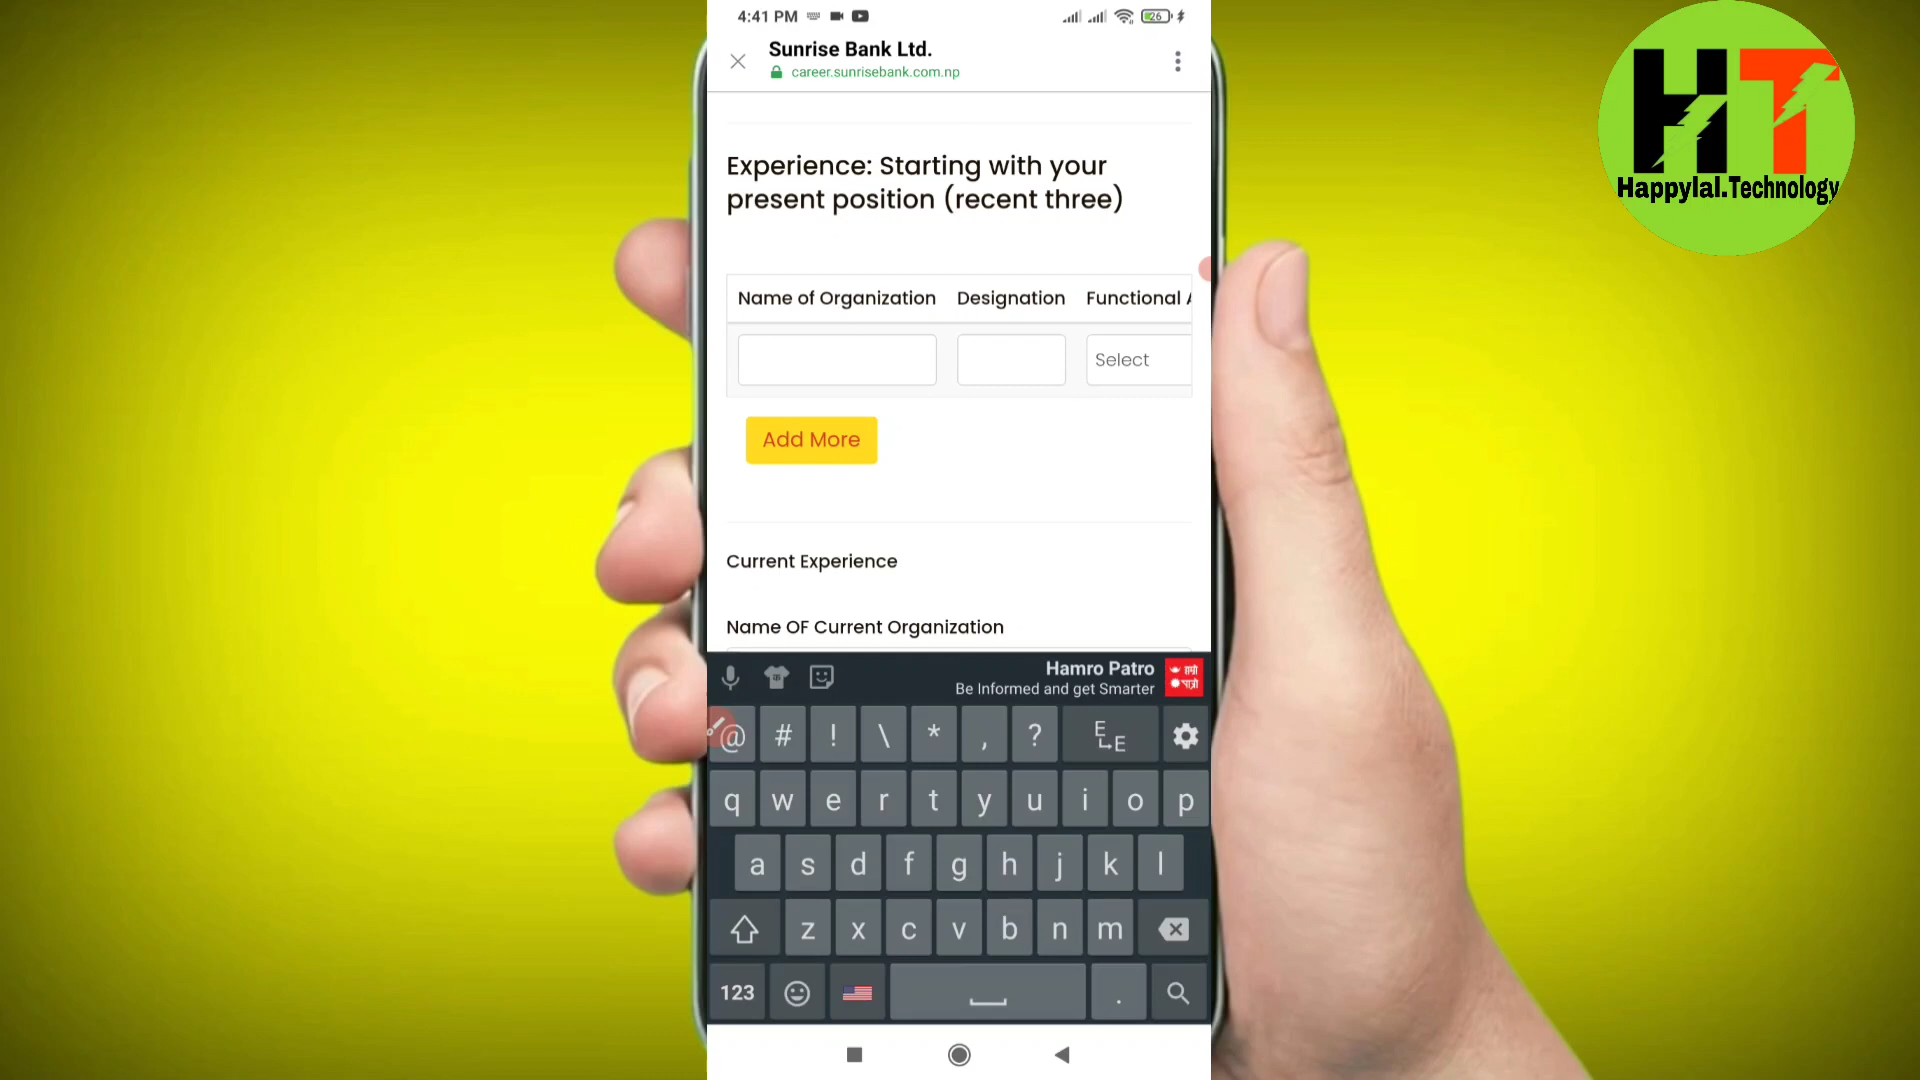 4:41 PM
26
Sunrise Bank Ltd.
career.sunrisebank.com.np
HT
Happylal.Technology
Experience: Starting with your
present position (recent three)
Name of Organization Designation Functional A
Select
Add More
Current Experience
Name OF Current Organization
Hamro Patro
Be Informed and get Smarter
हाम्रो
पात्रो
@ # ! \ * , ? E E
q w e r t y u i o p
a s d f g h j k l
z x c v b n m
123 .